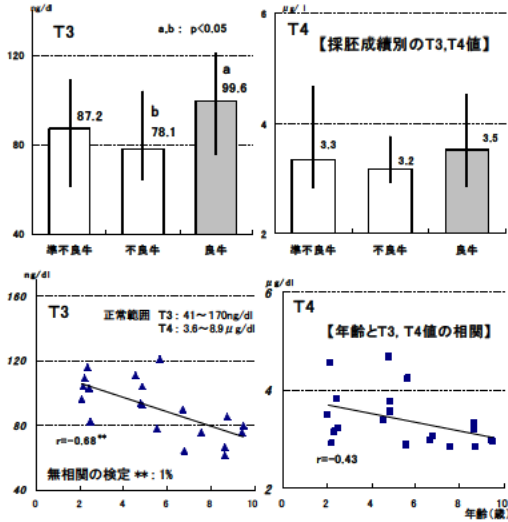 ng/dl
T3
a,b： p<0.05
120
a
99.6
87.2
b
78.1
80
40
準不良牛 不良牛 良牛
μg/l
6
T4
【採胚成績別のT3,T4値】
4
3.3
3.2
3.5
2
準不良牛 不良牛 良牛
ng/dl
160
T3
正常範囲 T3：41～170ng/dl
T4：3.6～8.9μg/dl
120
80
r=-0.68**
無相関の検定 **：1%
40
0 2 4 6 8 10
μg/dl
6
T4
【年齢とT3, T4値の相関】
4
r=-0.43
2
0 2 4 6 8 10
年齢(歳)